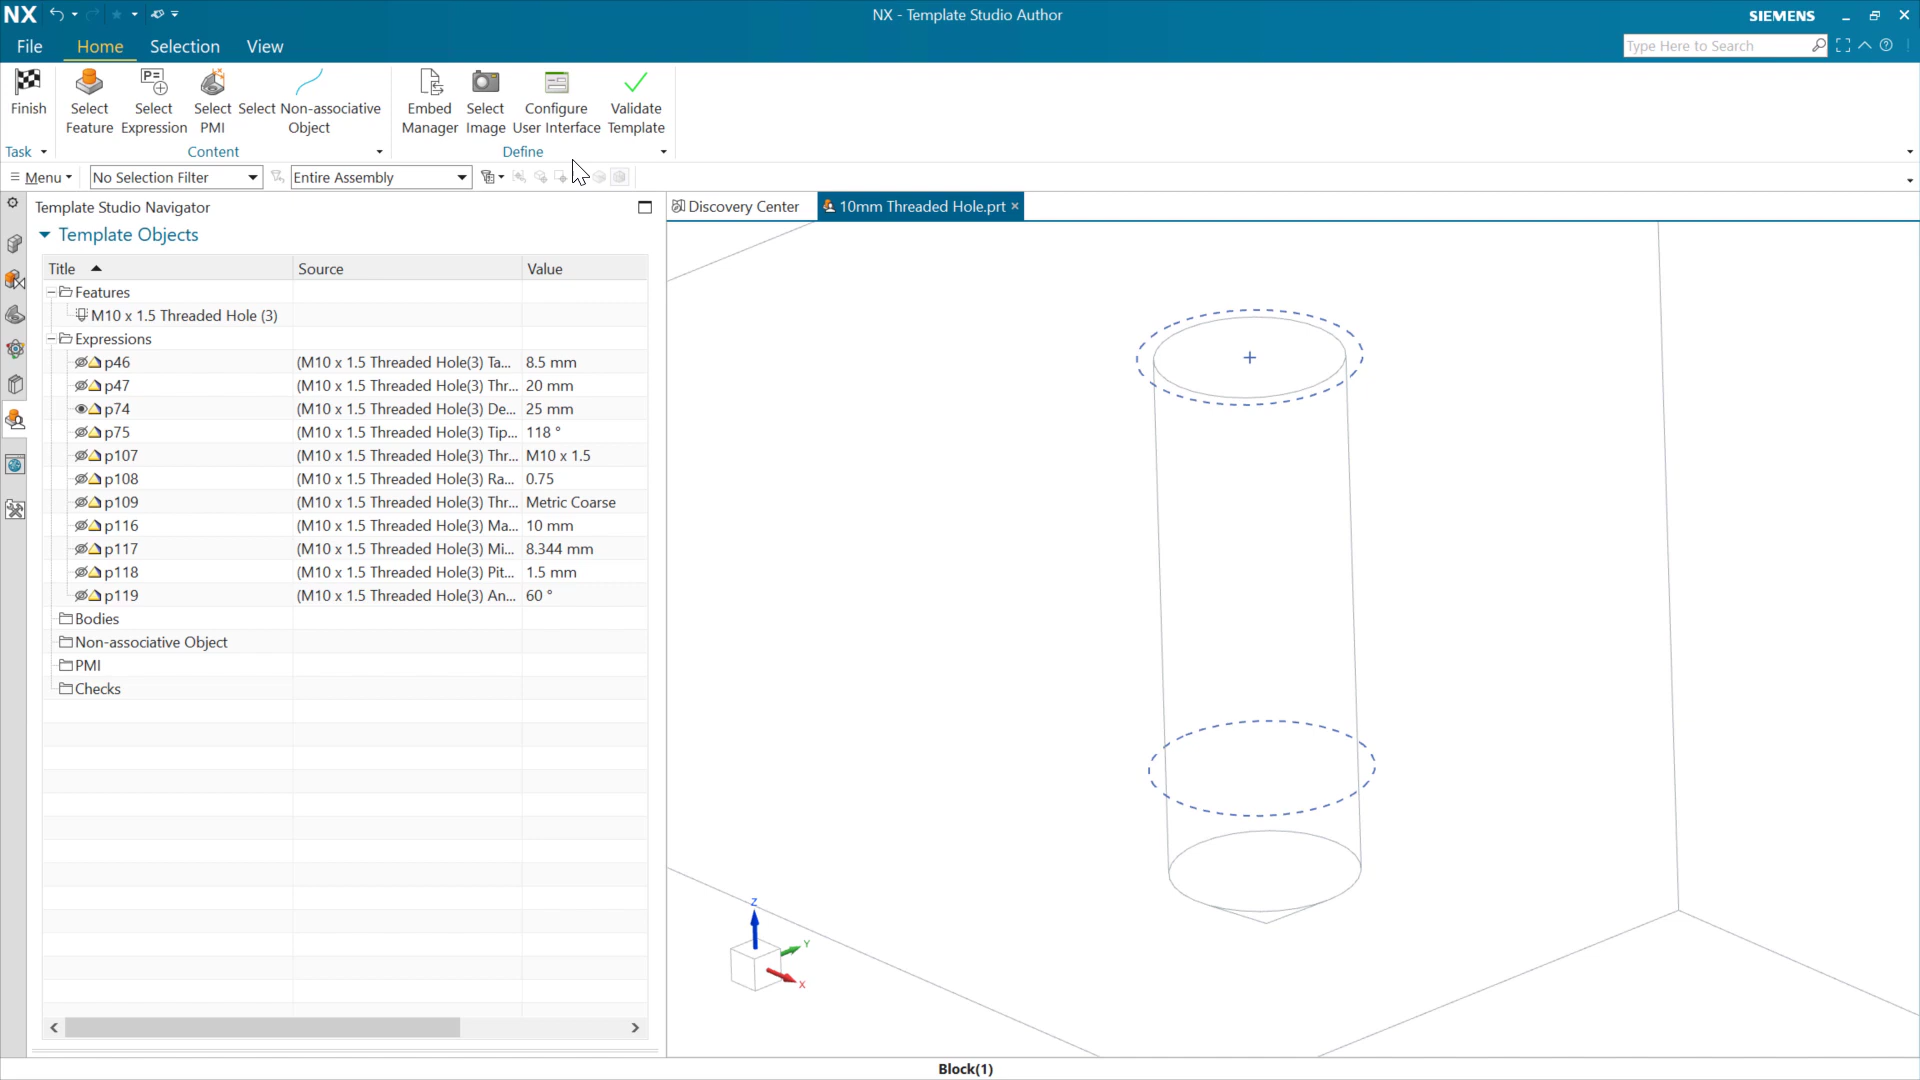 NX
NX - Template Studio Author
SIEMENS
File
Home
Selection
View
Type Here to Search
Finish
Select Feature
Select Expression
Select PMI
Select Non-associative Object
Embed Manager
Select Image
Configure User Interface
Validate Template
Task
Content
Define
Menu
No Selection Filter
Entire Assembly
Template Studio Navigator
Discovery Center
10mm Threaded Hole.prt
Template Objects
Title Source Value
Features
M10 x 1.5 Threaded Hole (3)
Expressions
p46 (M10 x 1.5 Threaded Hole(3) Ta... 8.5 mm
p47 (M10 x 1.5 Threaded Hole(3) Thr... 20 mm
p74 (M10 x 1.5 Threaded Hole(3) De... 25 mm
p75 (M10 x 1.5 Threaded Hole(3) Tip... 118 °
p107 (M10 x 1.5 Threaded Hole(3) Thr... M10 x 1.5
p108 (M10 x 1.5 Threaded Hole(3) Ra... 0.75
p109 (M10 x 1.5 Threaded Hole(3) Thr... Metric Coarse
p116 (M10 x 1.5 Threaded Hole(3) Ma... 10 mm
p117 (M10 x 1.5 Threaded Hole(3) Mi... 8.344 mm
p118 (M10 x 1.5 Threaded Hole(3) Pit... 1.5 mm
p119 (M10 x 1.5 Threaded Hole(3) An... 60 °
Bodies
Non-associative Object
PMI
Checks
Z
Y
X
Block(1)